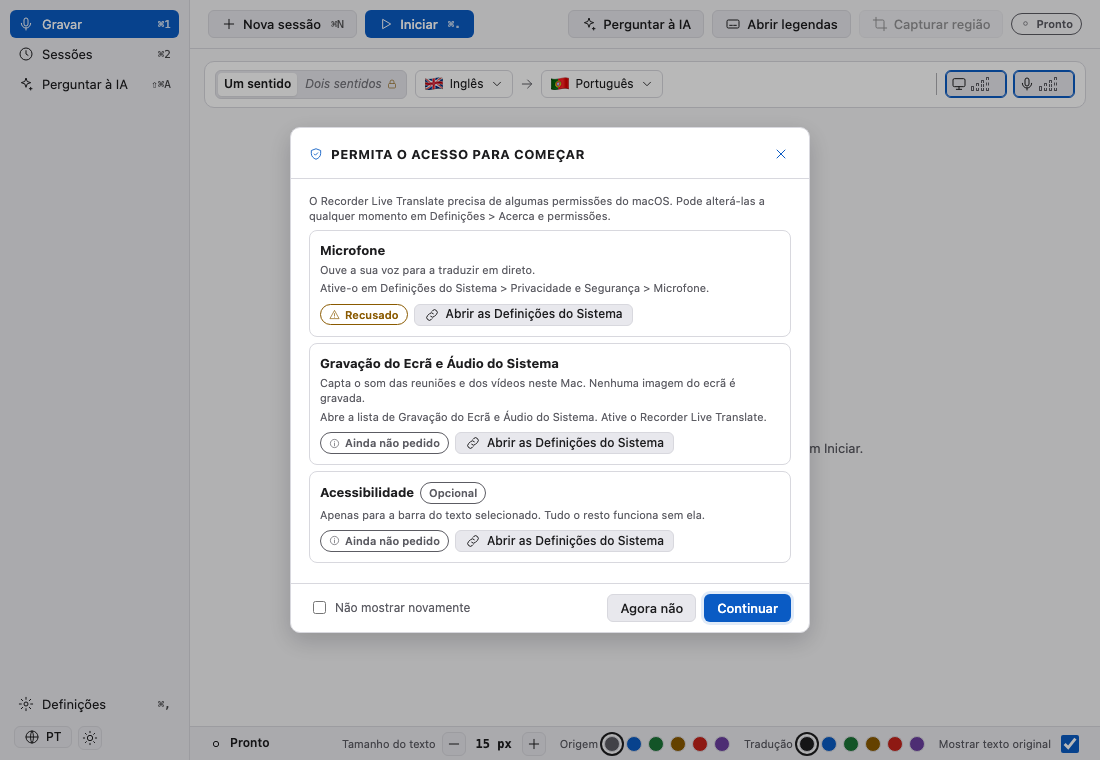 Gravar ⌘1
Sessões ⌘2
Perguntar à IA ⇧⌘A
Nova sessão ⌘N
Iniciar ⌘.
Perguntar à IA
Abrir legendas
Capturar região
Pronto
Um sentido
Dois sentidos
Inglês
Português
PERMITA O ACESSO PARA COMEÇAR
O Recorder Live Translate precisa de algumas permissões do macOS. Pode alterá-las a
qualquer momento em Definições > Acerca e permissões.
Microfone
Ouve a sua voz para a traduzir em direto.
Ative-o em Definições do Sistema > Privacidade e Segurança > Microfone.
Recusado
Abrir as Definições do Sistema
Gravação do Ecrã e Áudio do Sistema
Capta o som das reuniões e dos vídeos neste Mac. Nenhuma imagem do ecrã é
gravada.
Abre a lista de Gravação do Ecrã e Áudio do Sistema. Ative o Recorder Live Translate.
Ainda não pedido
Abrir as Definições do Sistema
Acessibilidade Opcional
Apenas para a barra do texto selecionado. Tudo o resto funciona sem ela.
Ainda não pedido
Abrir as Definições do Sistema
Não mostrar novamente
Agora não
Continuar
m Iniciar.
Definições ⌘,
PT
Pronto
Tamanho do texto
15 px
Origem
Tradução
Mostrar texto original